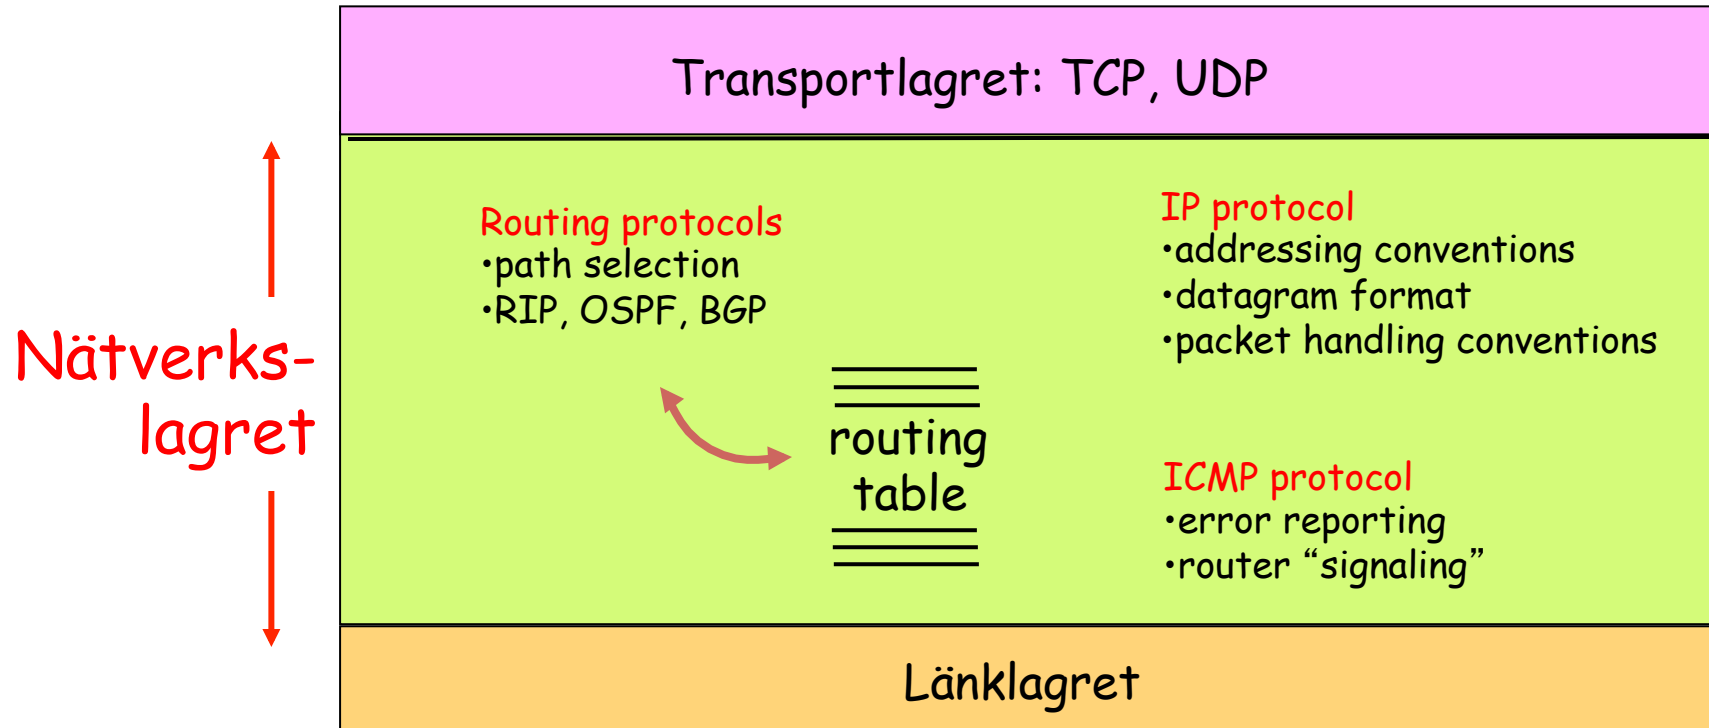 Transportlagret: TCP, UDP
Nätverks-
lagret
Routing protocols
•path selection
•RIP, OSPF, BGP
routing
table
IP protocol
•addressing conventions
•datagram format
•packet handling conventions
ICMP protocol
•error reporting
•router “signaling”
Länklagret